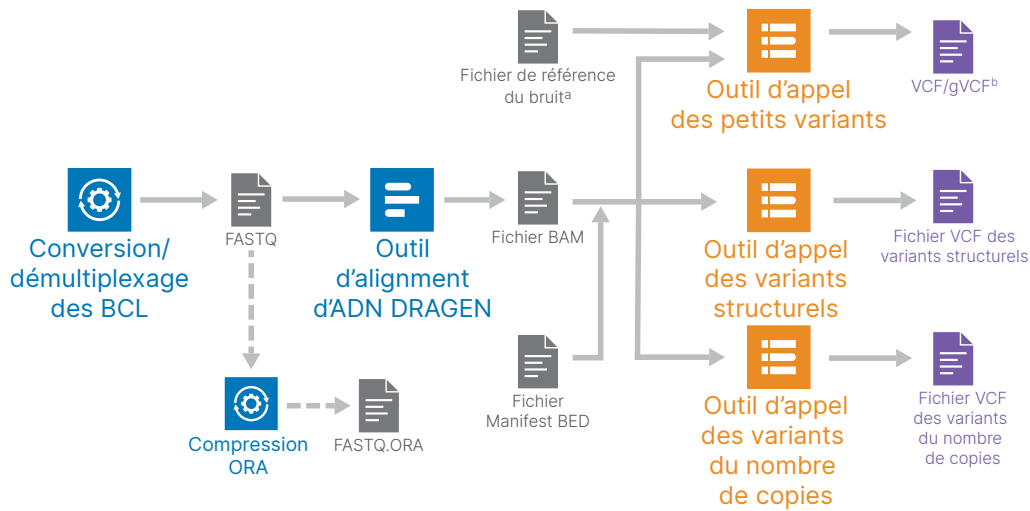 Fichier de référence
du bruitᵃ
Outil d'appel
des petits variants
VCF/gVCFᵇ
Conversion/
démultiplexage
des BCL
FASTQ
Outil
d'alignment
d'ADN DRAGEN
Fichier BAM
Outil d'appel
des variants
structurels
Fichier VCF des
variants structurels
Compression
ORA
FASTQ.ORA
Fichier
Manifest BED
Outil d'appel
des variants
du nombre
de copies
Fichier VCF
des variants
du nombre
de copies